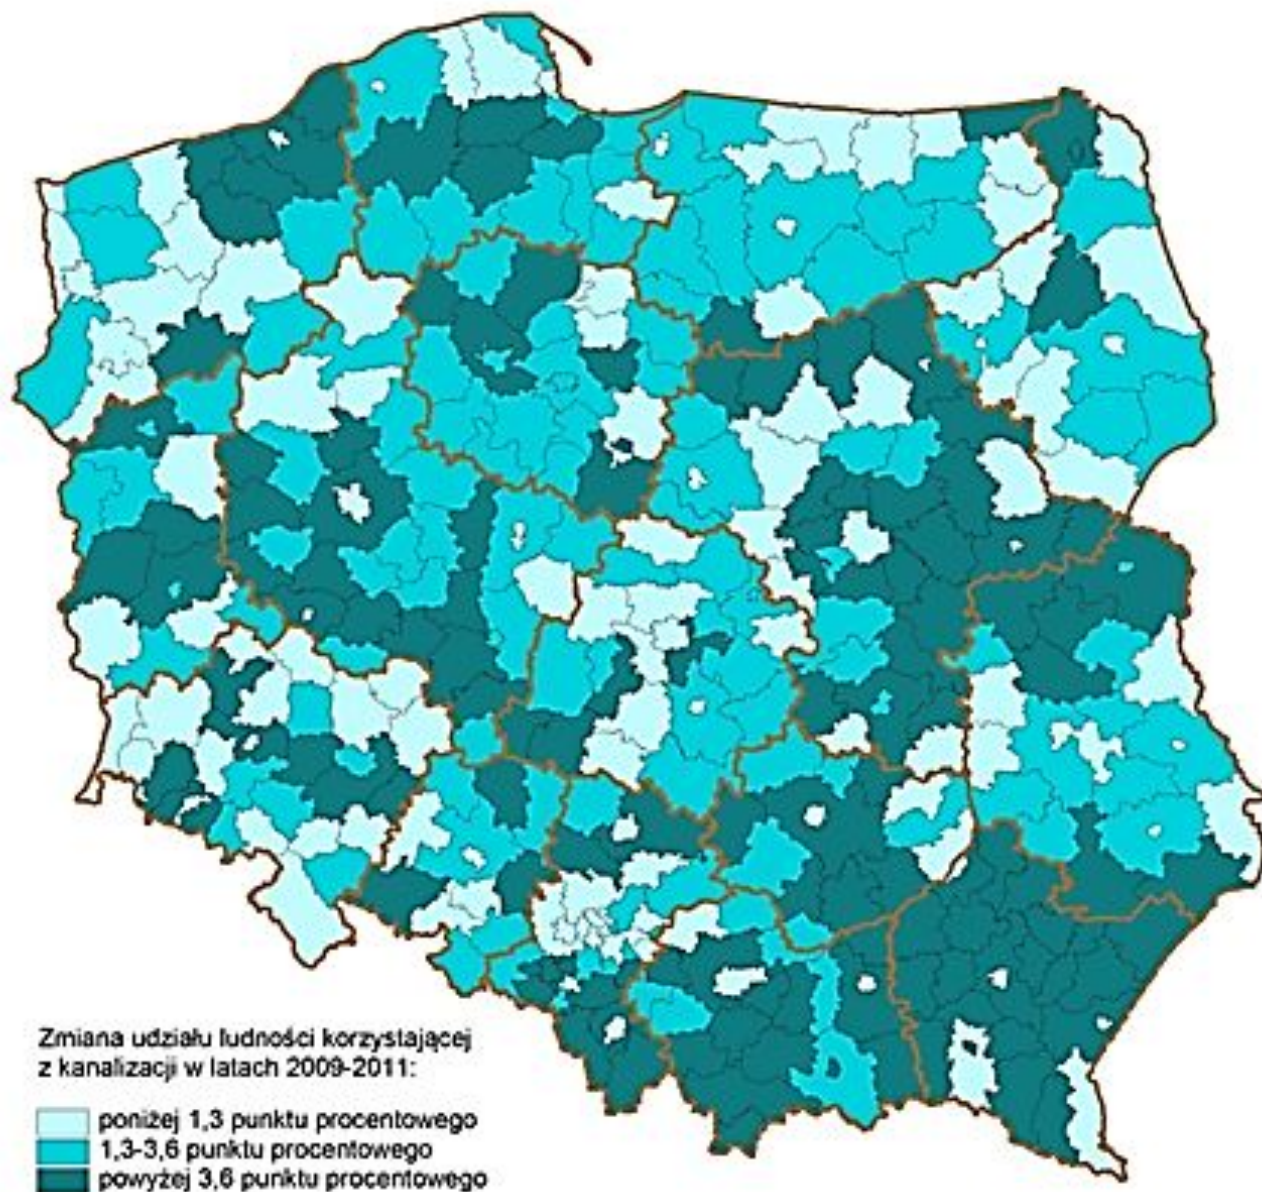 Zmiana udziału ludności korzystającej
z kanalizacji w latach 2009-2011:
poniżej 1,3 punktu procentowego
1,3-3,6 punktu procentowego
powyżej 3,6 punktu procentowego